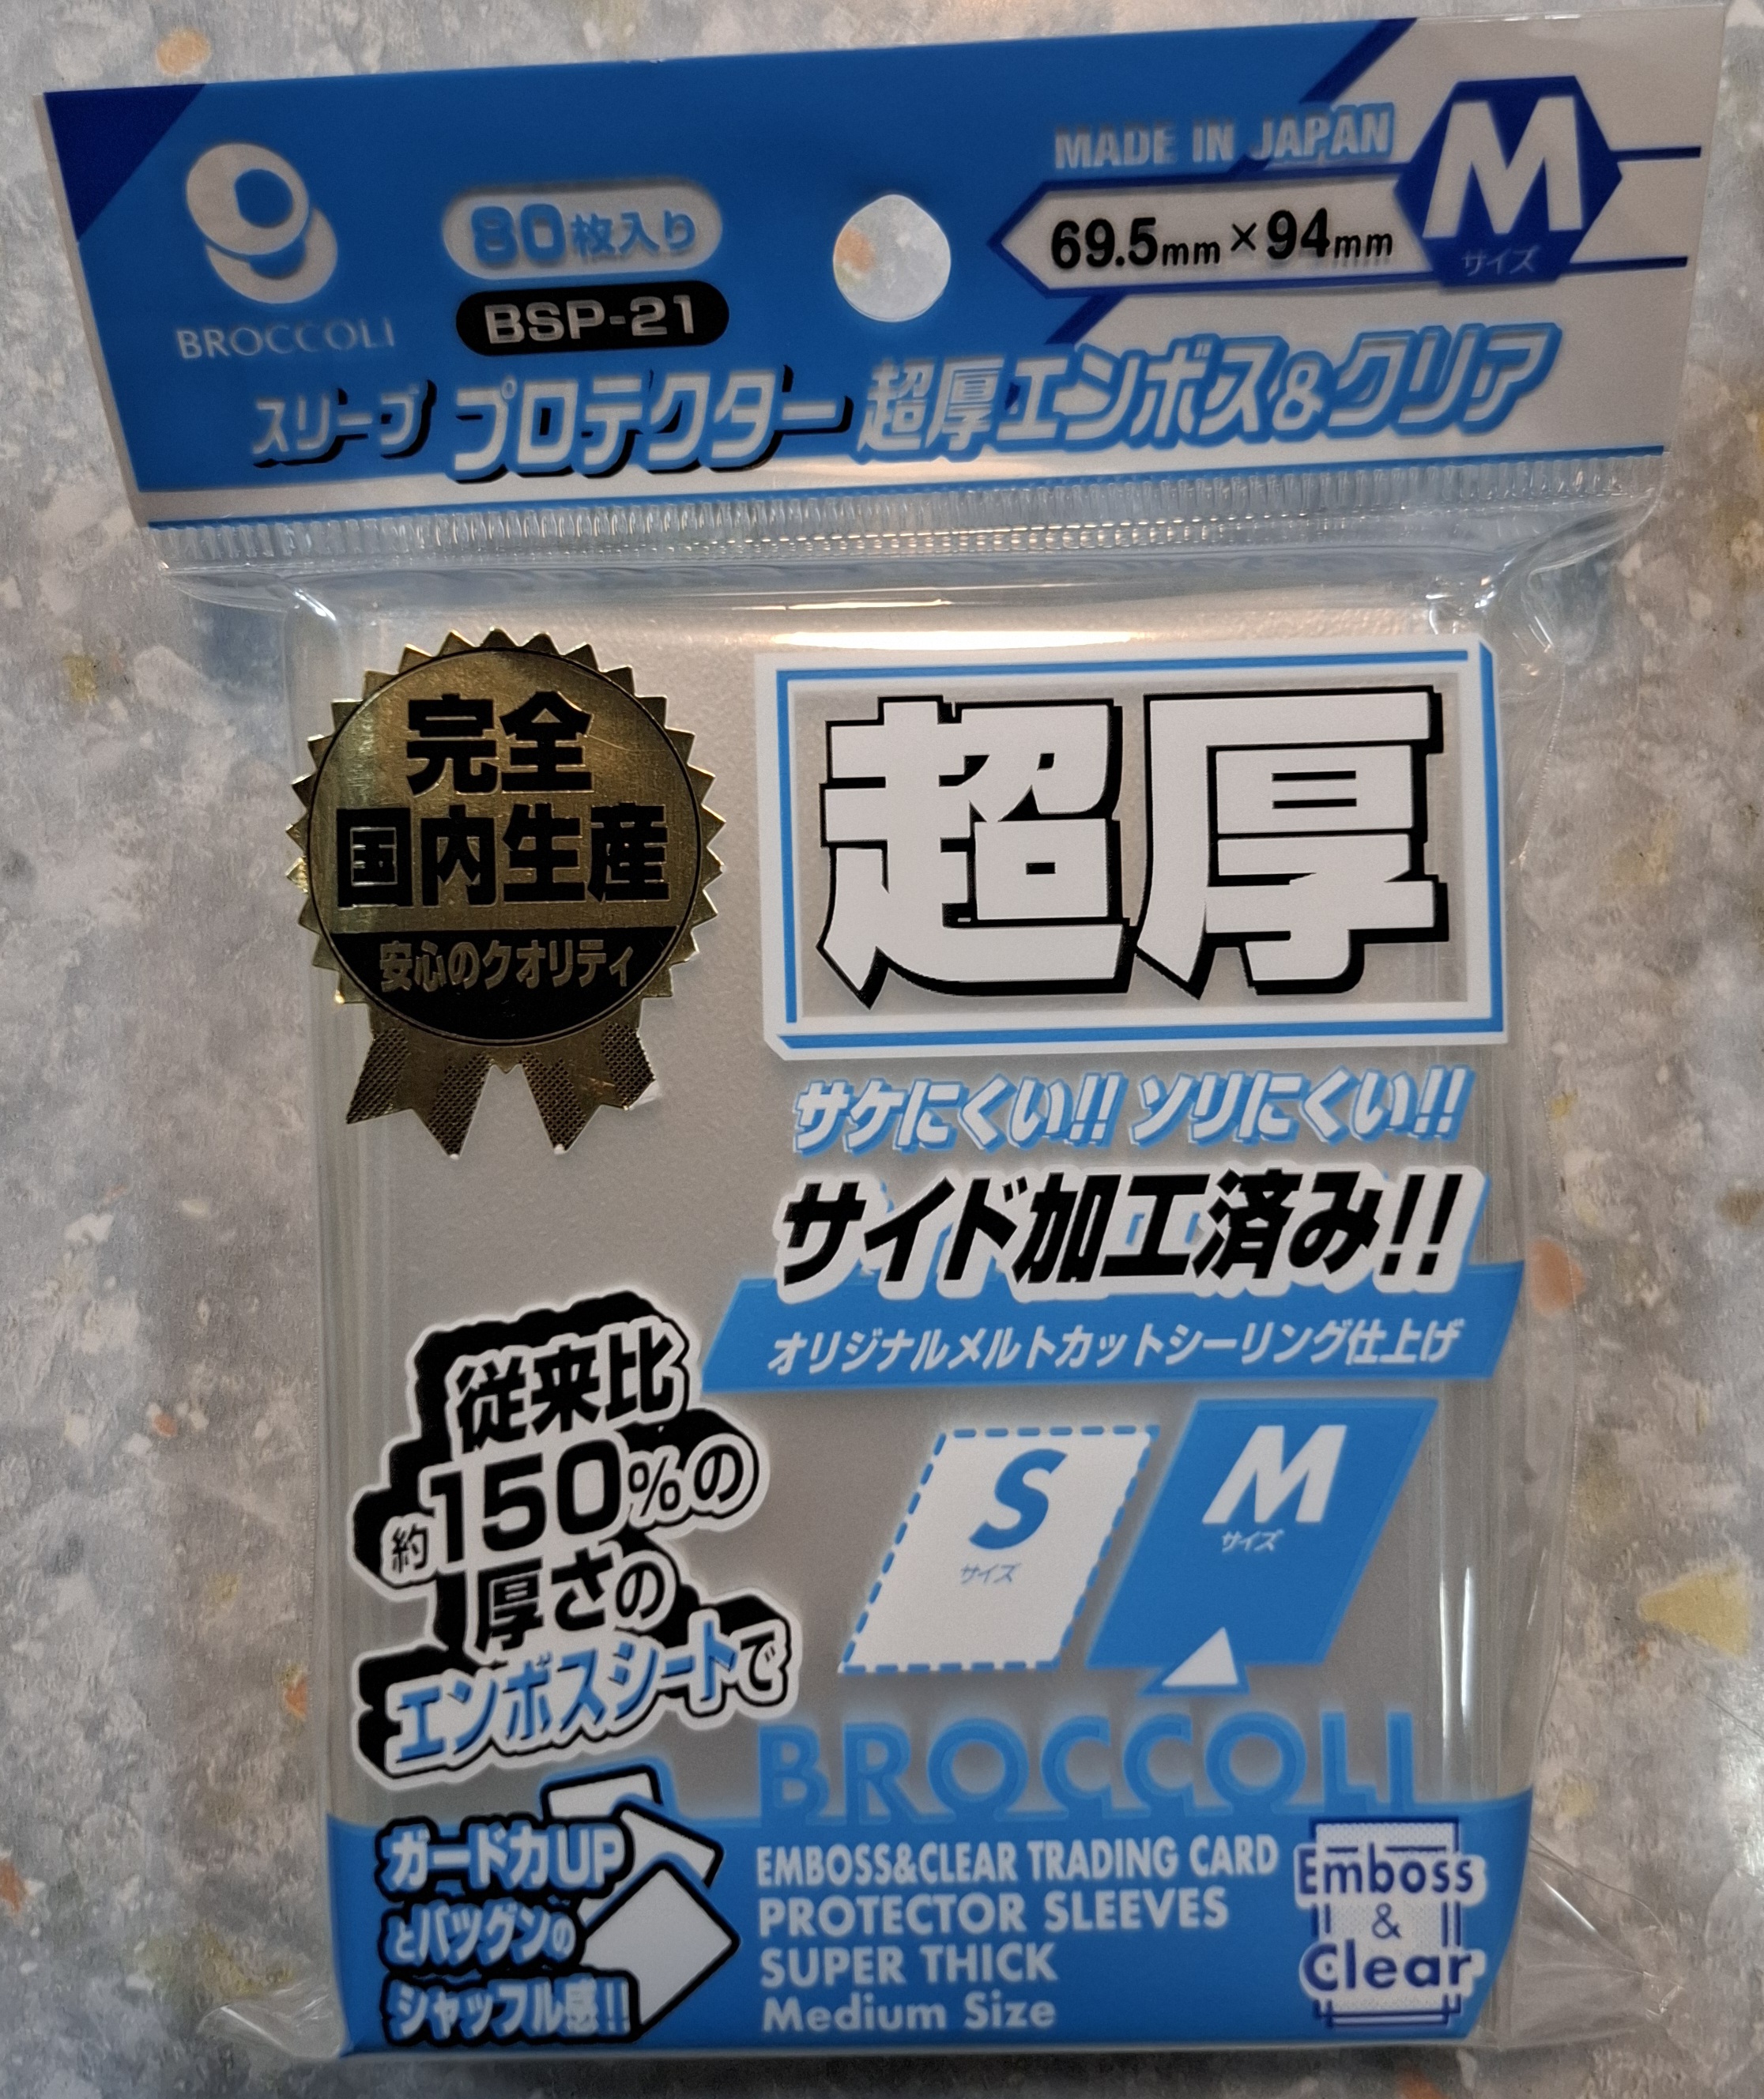 BROCCOLI
80枚入り
BSP-21
MADE IN JAPAN
69.5mm×94mm
M
サイズ
スリーブプロテクター 超厚エンボス&クリア
完全
国内生産
安心のクオリティ
超厚
サケにくい!! ソリにくい!!
サイド加工済み!!
オリジナルメルトカットシーリング仕上げ
従来比
約150%の
厚さの
エンボスシートで
ガード力UP
とバツグンの
シャッフル感!!
S
サイズ
M
サイズ
BROCCOLI
EMBOSS&CLEAR TRADING CARD
PROTECTOR SLEEVES
SUPER THICK
Medium Size
Emboss
&
Clear